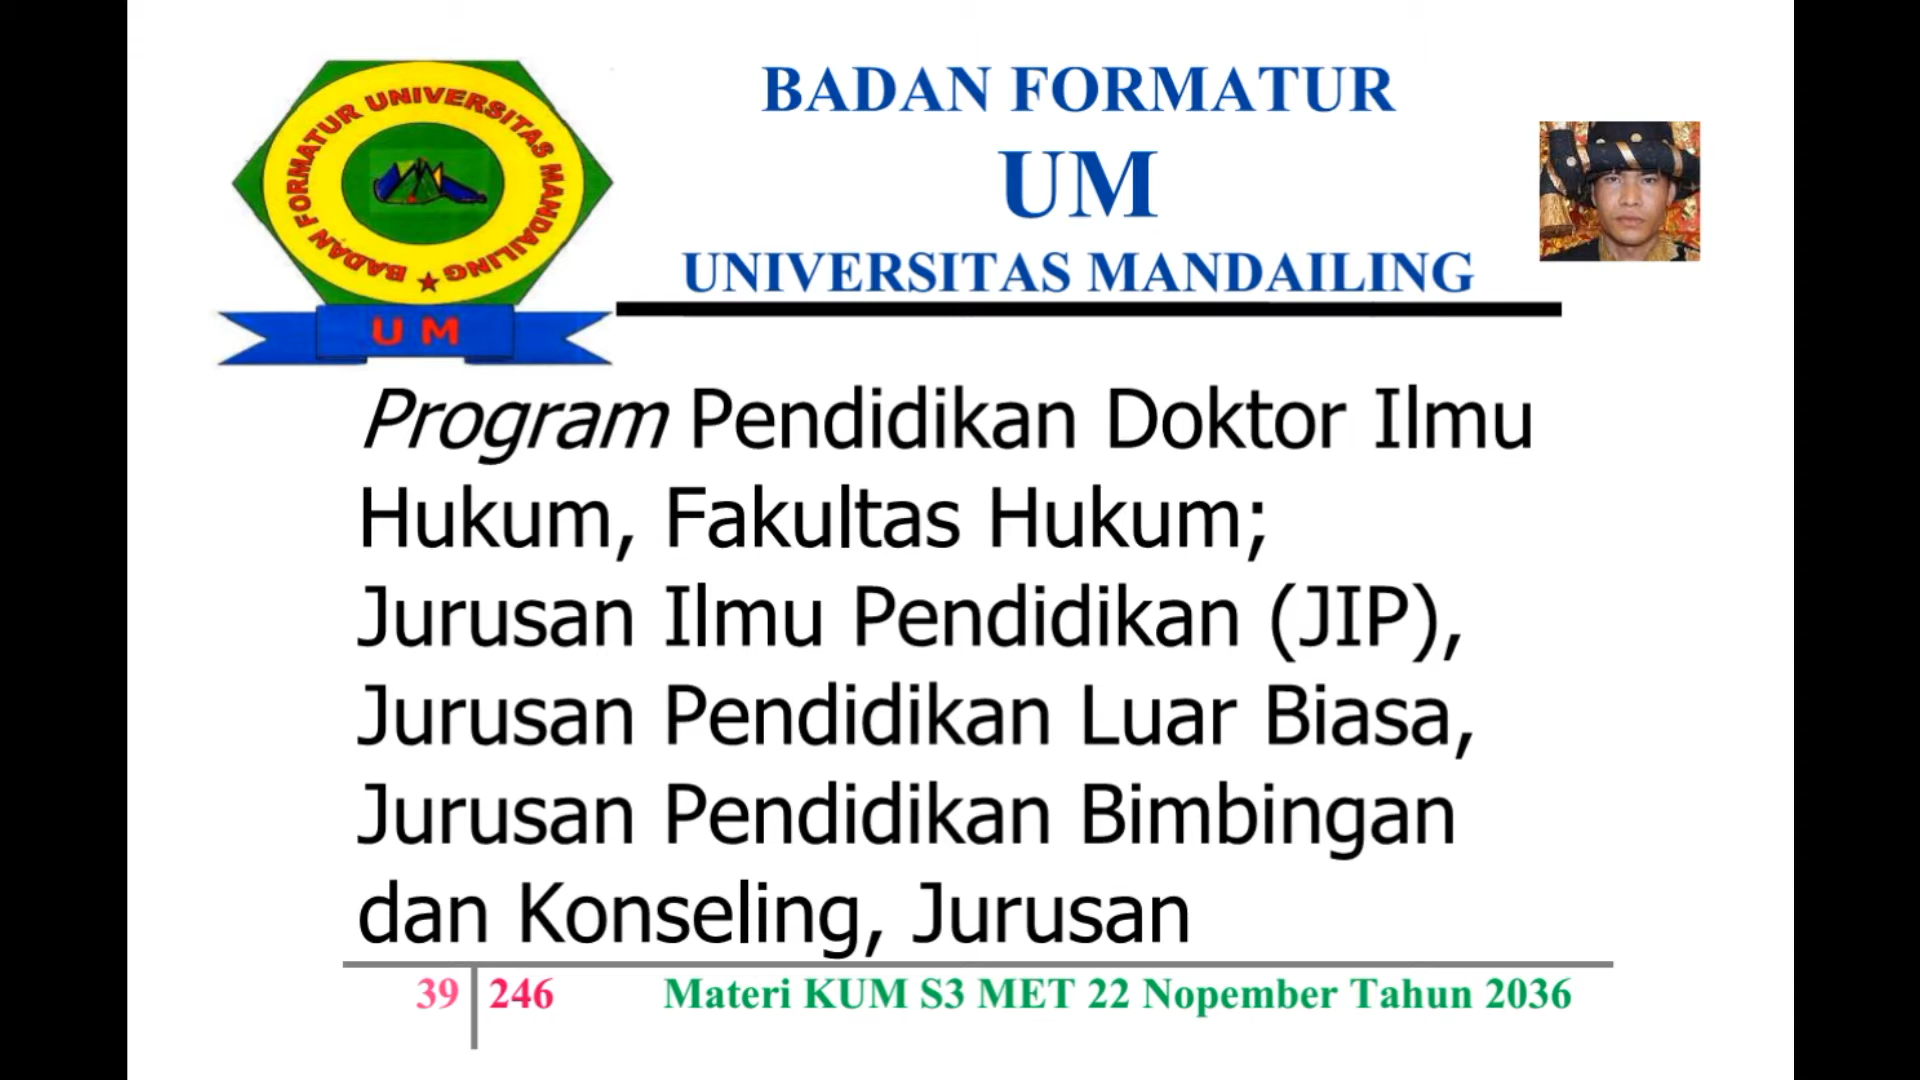 BADAN FORMATUR UNIVERSITAS MANDAILING
U M
BADAN FORMATUR
UM
UNIVERSITAS MANDAILING
Program Pendidikan Doktor Ilmu
Hukum, Fakultas Hukum;
Jurusan Ilmu Pendidikan (JIP),
Jurusan Pendidikan Luar Biasa,
Jurusan Pendidikan Bimbingan
dan Konseling, Jurusan
39 246 Materi KUM S3 MET 22 Nopember Tahun 2036